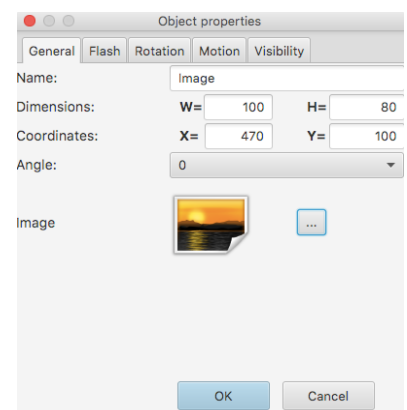 Object properties
General Flash Rotation Motion Visibility
Name: Image
Dimensions: W= 100 H= 80
Coordinates: X= 470 Y= 100
Angle: 0
Image ...
OK Cancel